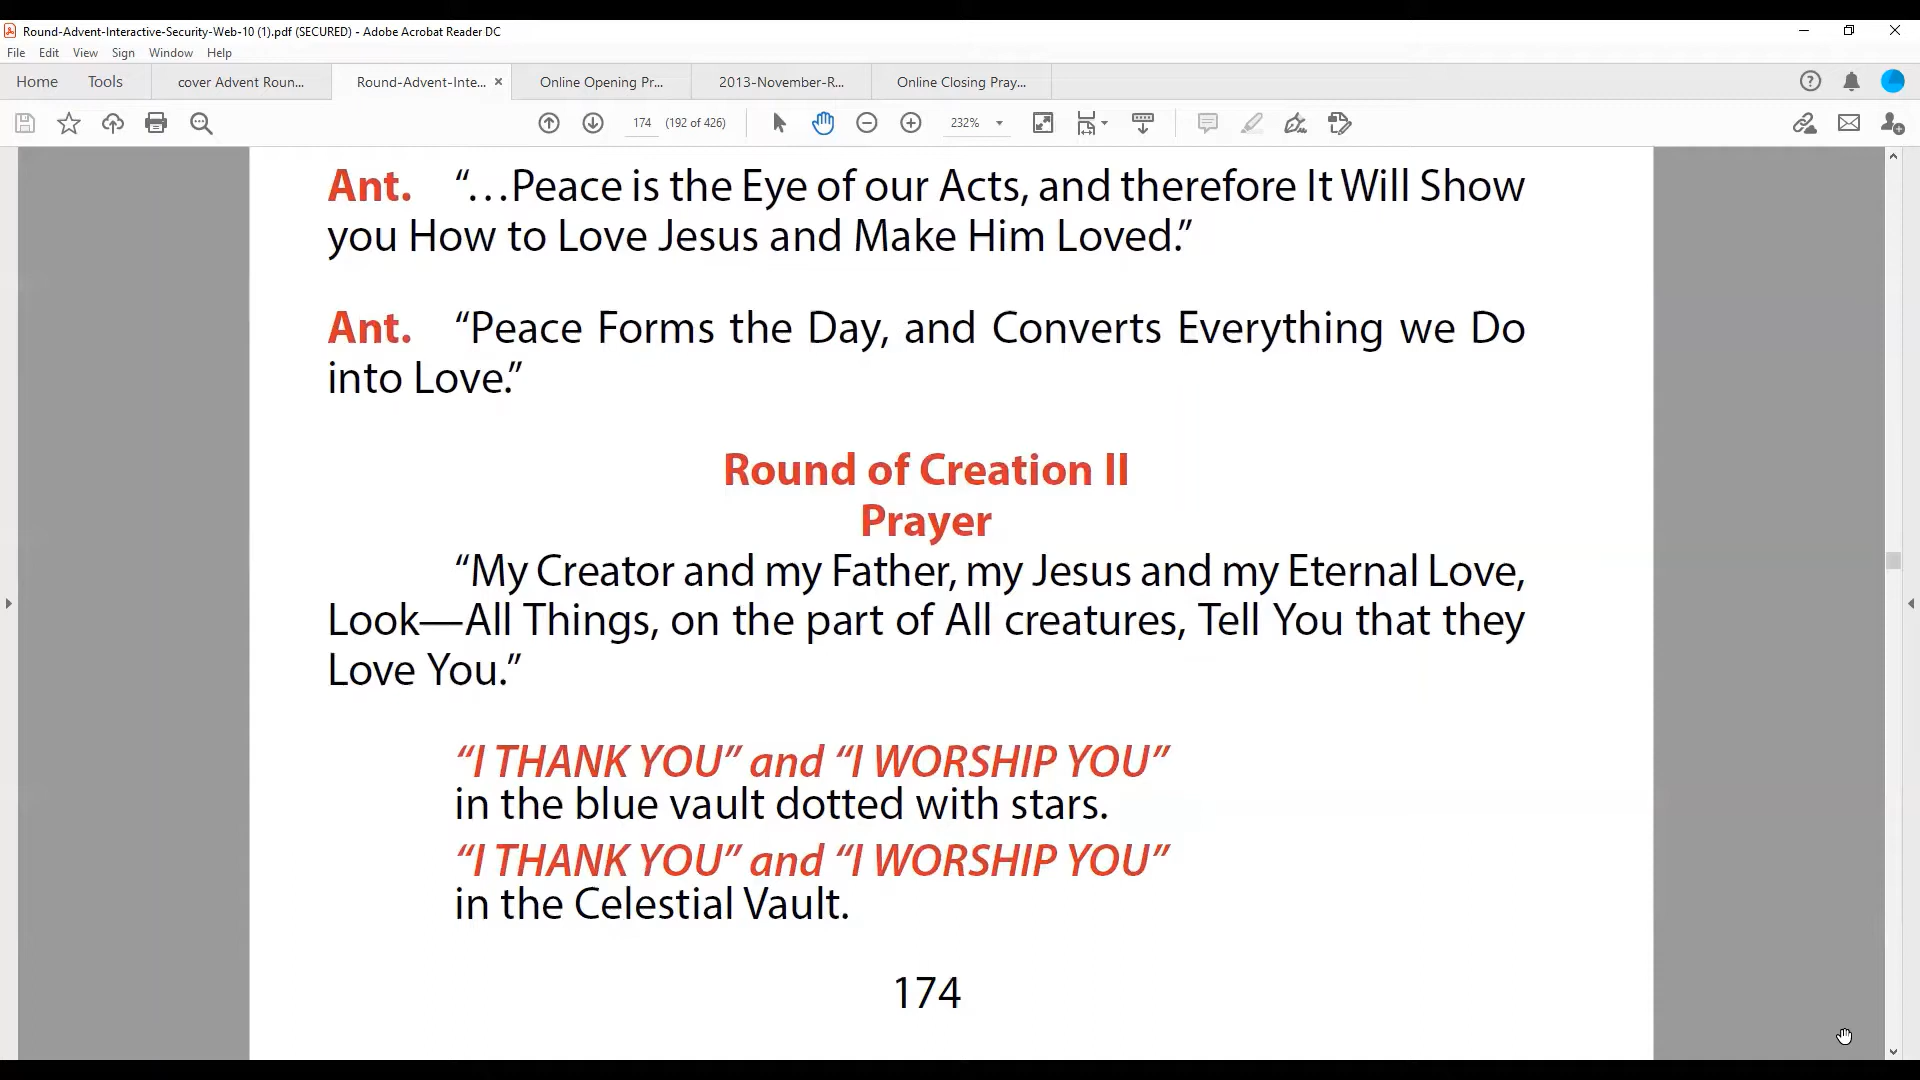 Round-Advent-Interactive-Security-Web-10 (1).pdf (SECURED) - Adobe Acrobat Reader DC
File Edit View Sign Window Help
Home Tools cover Advent Roun... Round-Advent-Inte... × Online Opening Pr... 2013-November-R... Online Closing Pray...
174 (192 of 426) 232%
Ant. “…Peace is the Eye of our Acts, and therefore It Will Show
you How to Love Jesus and Make Him Loved.”
Ant. “Peace Forms the Day, and Converts Everything we Do
into Love.”
Round of Creation II
Prayer
“My Creator and my Father, my Jesus and my Eternal Love,
Look—All Things, on the part of All creatures, Tell You that they
Love You.”
“I THANK YOU” and “I WORSHIP YOU”
in the blue vault dotted with stars.
“I THANK YOU” and “I WORSHIP YOU”
in the Celestial Vault.
174